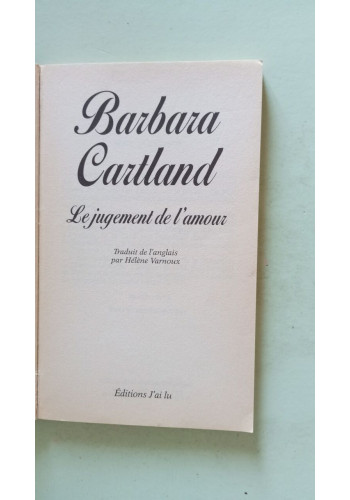 Barbara
Cartland
Le jugement de l'amour
Traduit de l'anglais
par Hélène Varnoux
Éditions J'ai lu